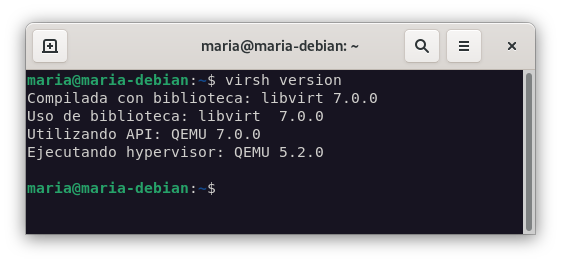 maria@maria-debian: ~
maria@maria-debian:~$ virsh version
Compilada con biblioteca: libvirt 7.0.0
Uso de biblioteca: libvirt  7.0.0
Utilizando API: QEMU 7.0.0
Ejecutando hypervisor: QEMU 5.2.0
maria@maria-debian:~$